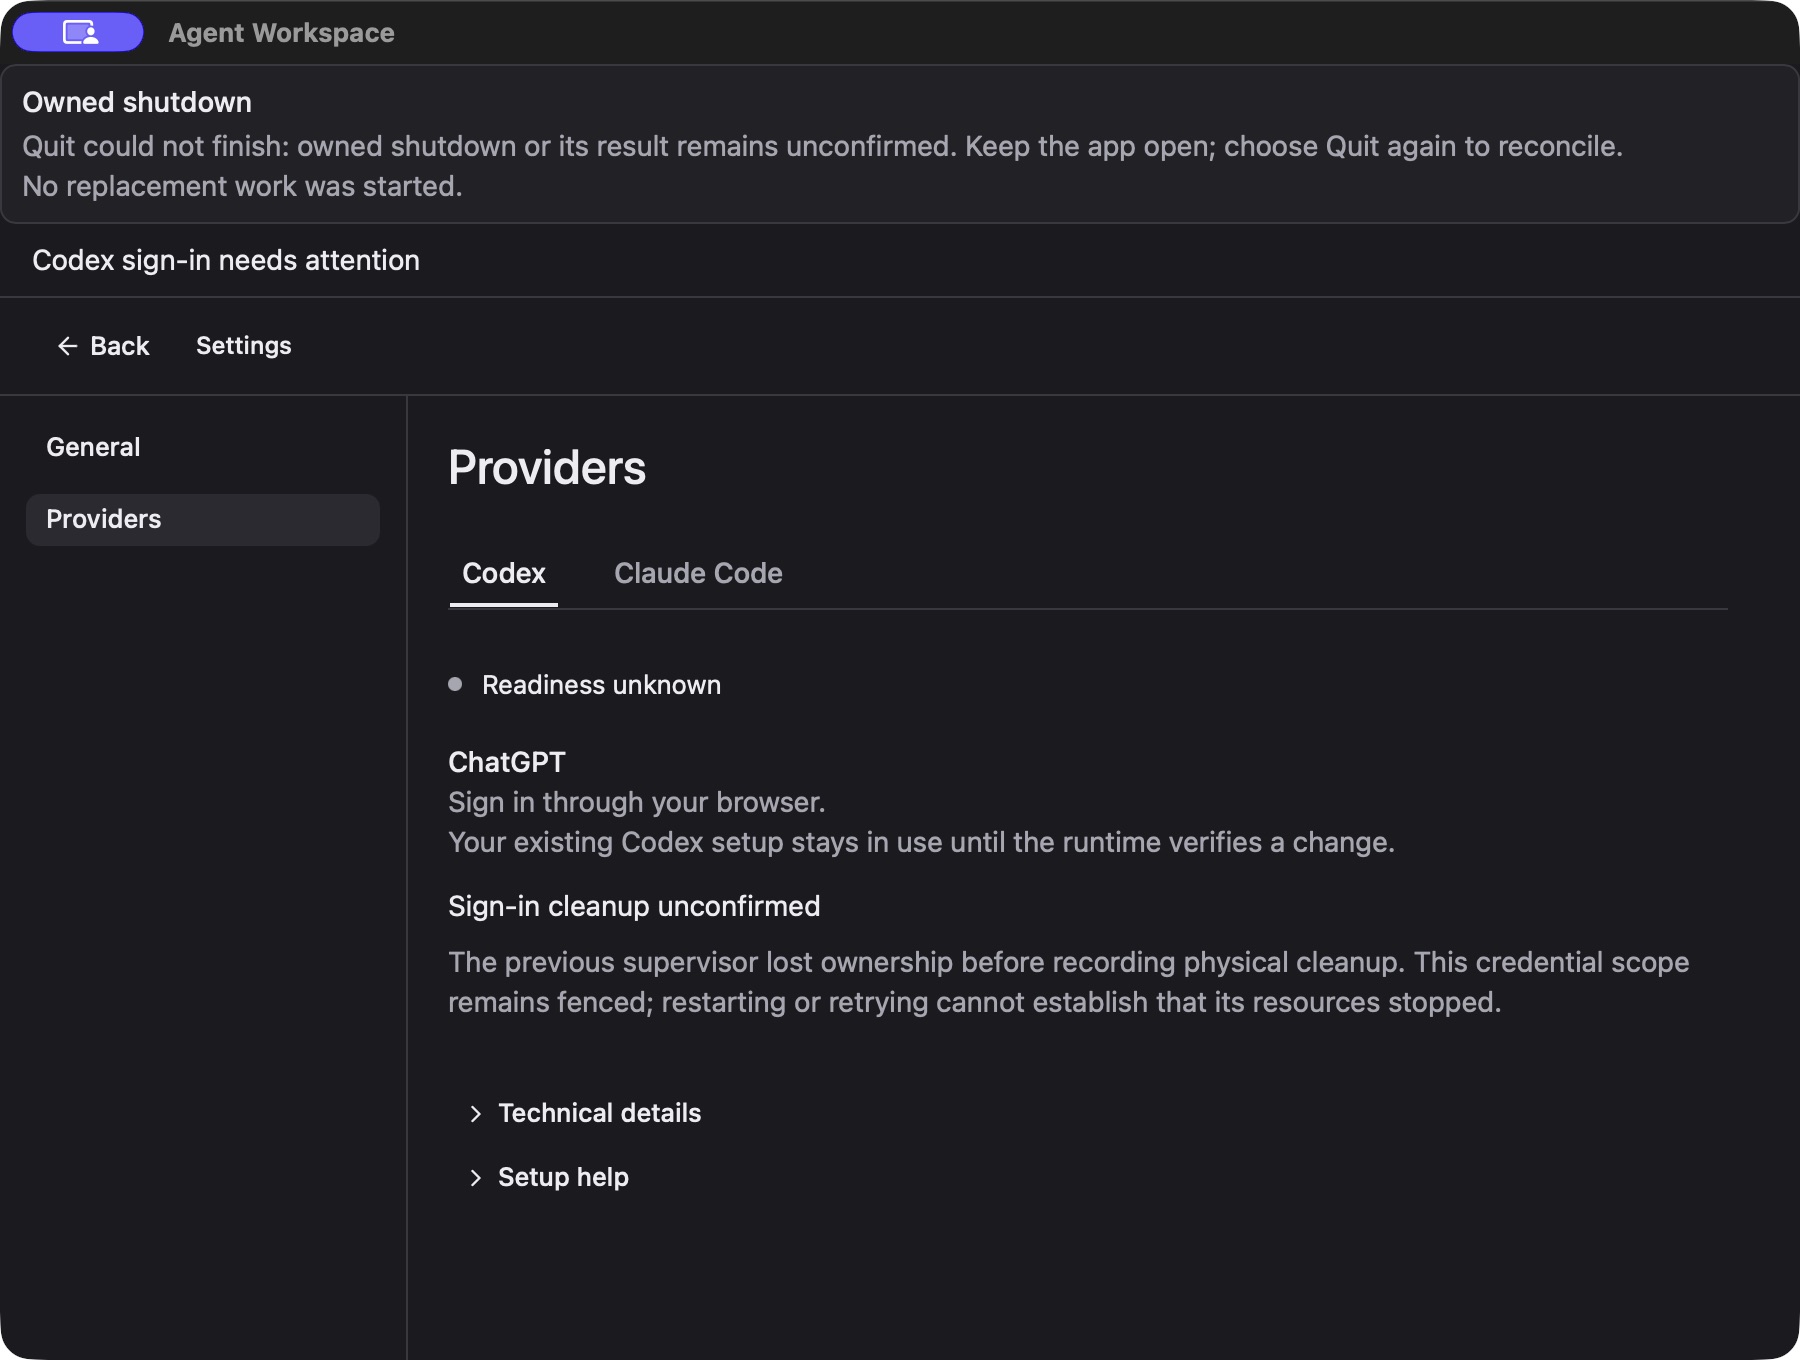 Agent Workspace
Owned shutdown
Quit could not finish: owned shutdown or its result remains unconfirmed. Keep the app open; choose Quit again to reconcile.
No replacement work was started.
Codex sign-in needs attention
← Back Settings
General
Providers
Providers
Codex Claude Code
Readiness unknown
ChatGPT
Sign in through your browser.
Your existing Codex setup stays in use until the runtime verifies a change.
Sign-in cleanup unconfirmed
The previous supervisor lost ownership before recording physical cleanup. This credential scope
remains fenced; restarting or retrying cannot establish that its resources stopped.
Technical details
Setup help